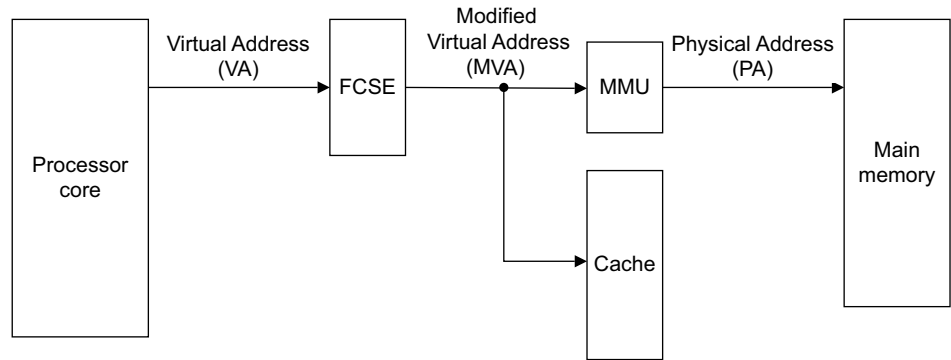 Processor
core
Virtual Address
(VA)
FCSE
Modified
Virtual Address
(MVA)
MMU
Physical Address
(PA)
Cache
Main
memory